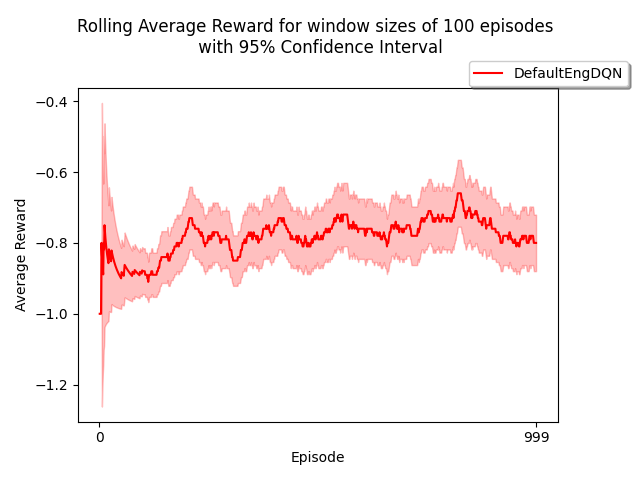 Rolling Average Reward for window sizes of 100 episodes
with 95% Confidence Interval
DefaultEngDQN
−0.4
−0.6
−0.8
−1.0
−1.2
Average Reward
0
999
Episode